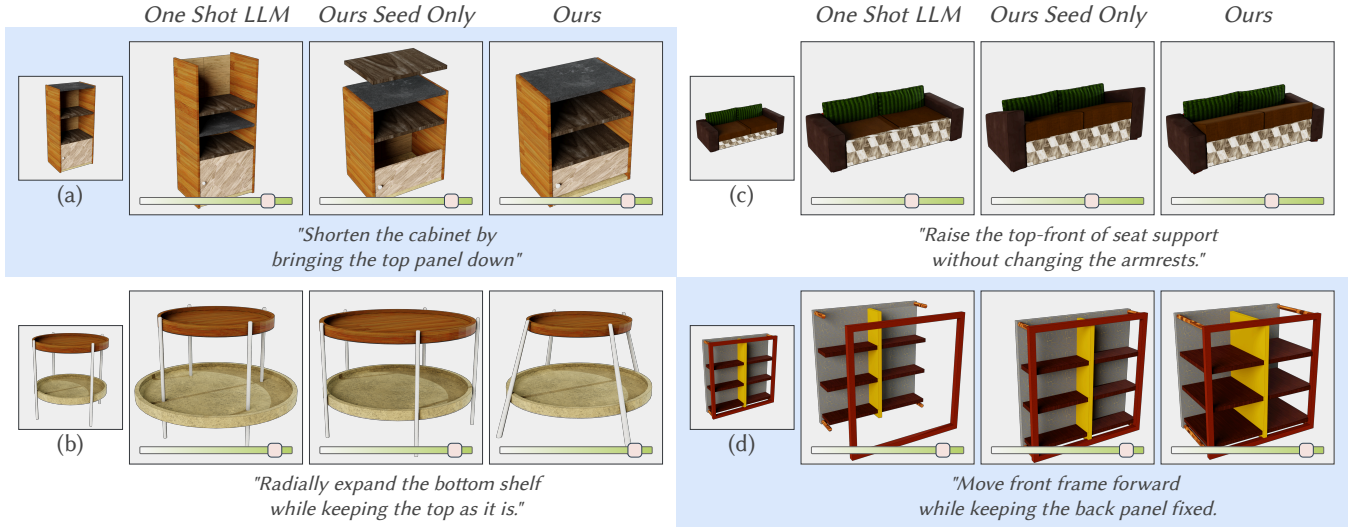 One Shot LLM Ours Seed Only Ours
One Shot LLM Ours Seed Only Ours
(a)
"Shorten the cabinet by
bringing the top panel down"
(c)
"Raise the top-front of seat support
without changing the armrests."
(b)
"Radially expand the bottom shelf
while keeping the top as it is."
(d)
"Move front frame forward
while keeping the back panel fixed.